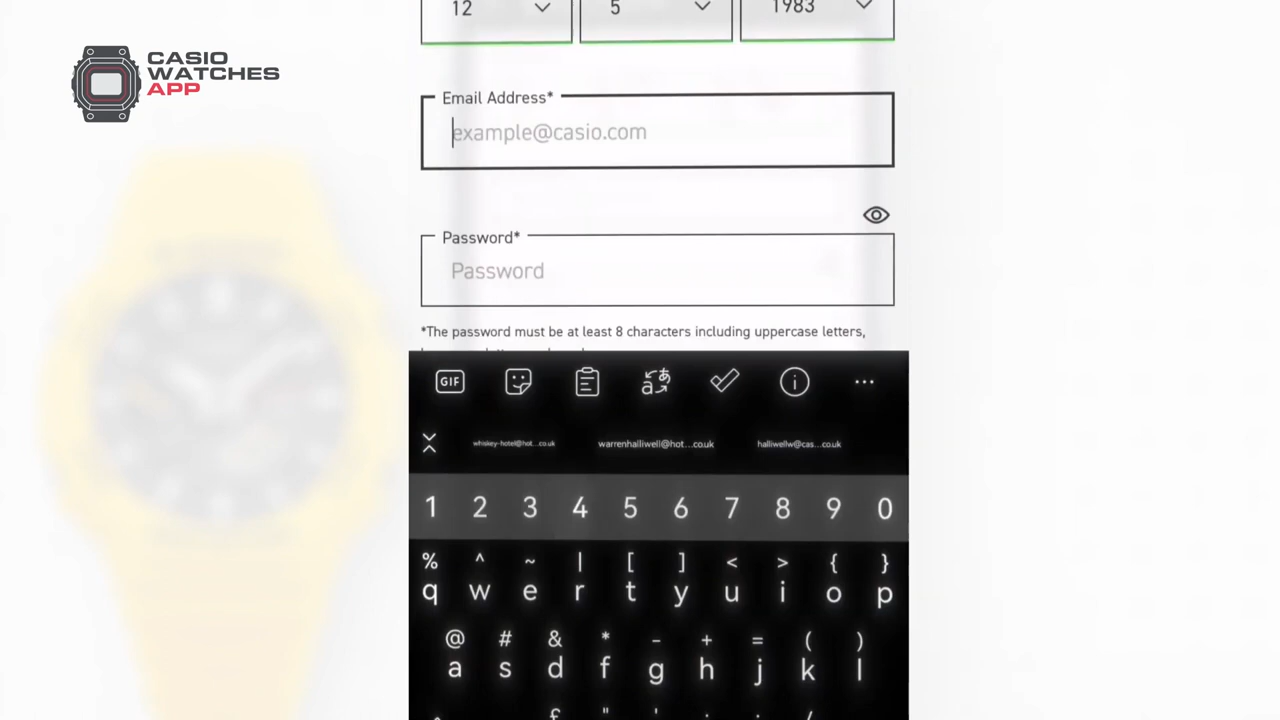 CASIO
WATCHES
APP
12 5 1983
Email Address*
example@casio.com
Password*
Password
*The password must be at least 8 characters including uppercase letters,
GIF a あ
whiskey-hotel@hot...co.uk warrenhalliwell@hot...co.uk halliwellw@cas...co.uk
1 2 3 4 5 6 7 8 9 0
% ^ ~ | [ ] < > { }
q w e r t y u i o p
@ # & * - + = ( )
a s d f g h j k l